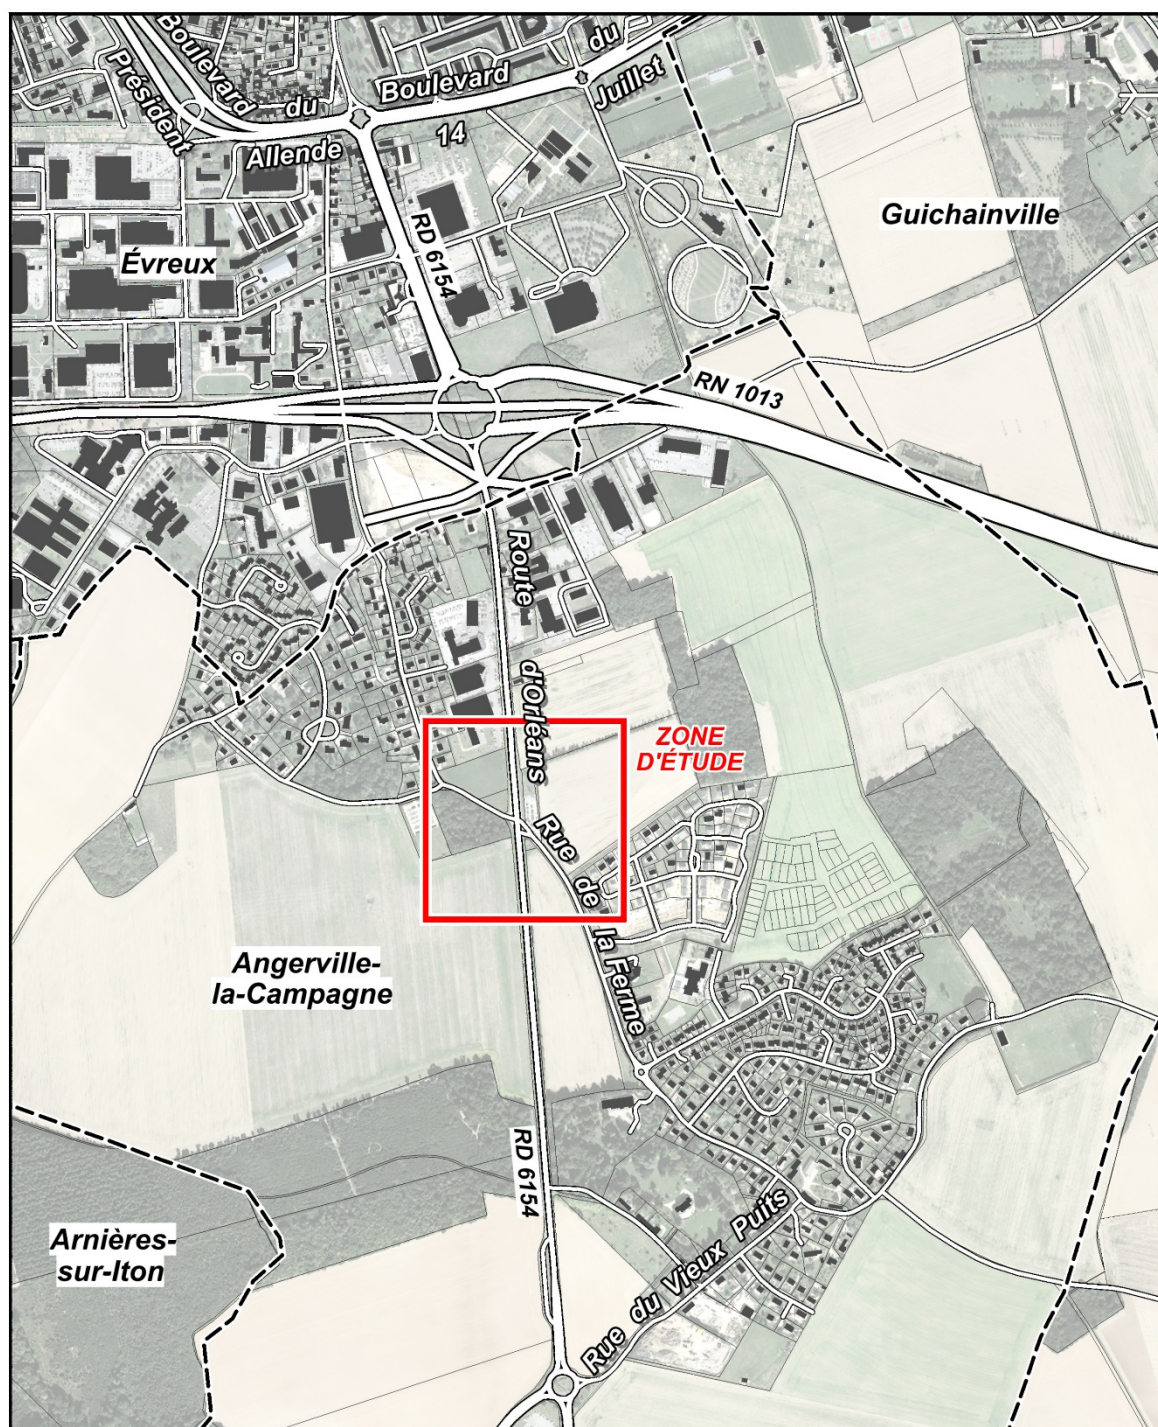 Boulevard
du
Président
Allende
Boulevard
du
14
Juillet
RD 6154
Évreux
Guichainville
RN 1013
Route
d'Orléans
ZONE
D'ÉTUDE
Rue
de
la Ferme
Angerville-
la-Campagne
RD 6154
Arnières-
sur-Iton
Rue du Vieux Puits